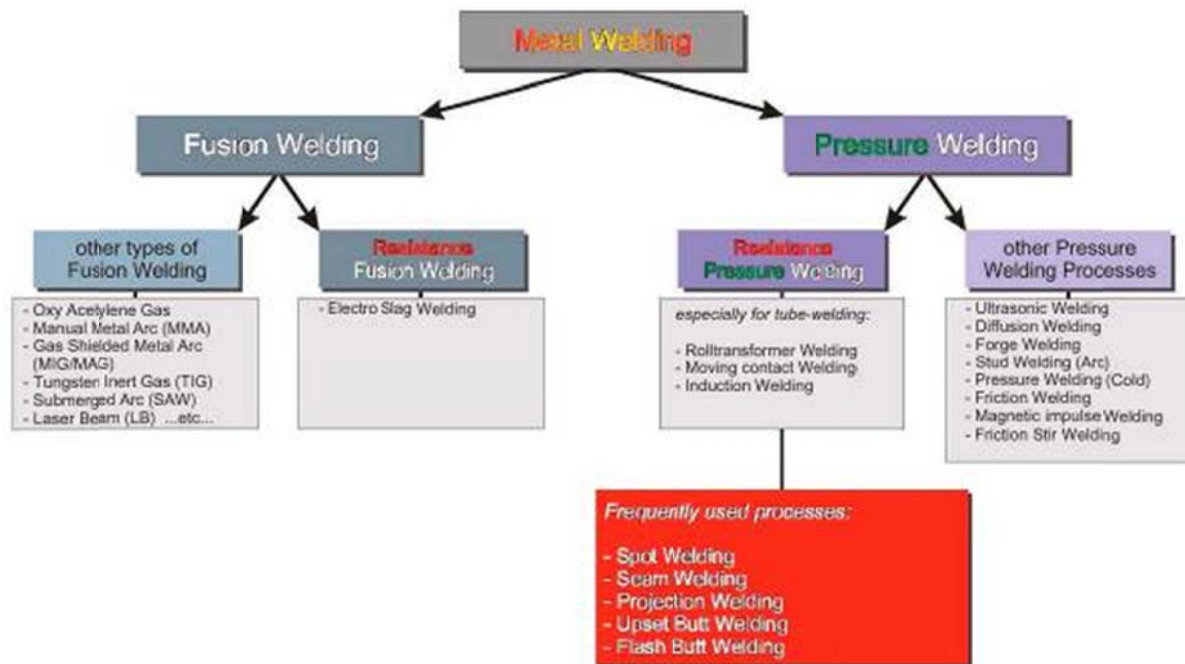 Metal Welding
Fusion Welding
Pressure Welding
other types of
Fusion Welding
- Oxy Acetylene Gas
- Manual Metal Arc (MMA)
- Gas Shielded Metal Arc
(MIG/MAG)
- Tungsten Inert Gas (TIG)
- Submerged Arc (SAW)
- Laser Beam (LB) ...etc...
Resistence
Fusion Welding
- Electro Slag Welding
Resistence
Pressure Welding
especially for tube-welding:
- Rolltransformer Welding
- Moving contact Welding
- Induction Welding
other Pressure
Welding Processes
- Ultrasonic Welding
- Diffusion Welding
- Forge Welding
- Stud Welding (Arc)
- Pressure Welding (Cold)
- Friction Welding
- Magnetic impulse Welding
- Friction Stir Welding
Frequently used processes:
- Spot Welding
- Seam Welding
- Projection Welding
- Upset Butt Welding
- Flash Butt Welding